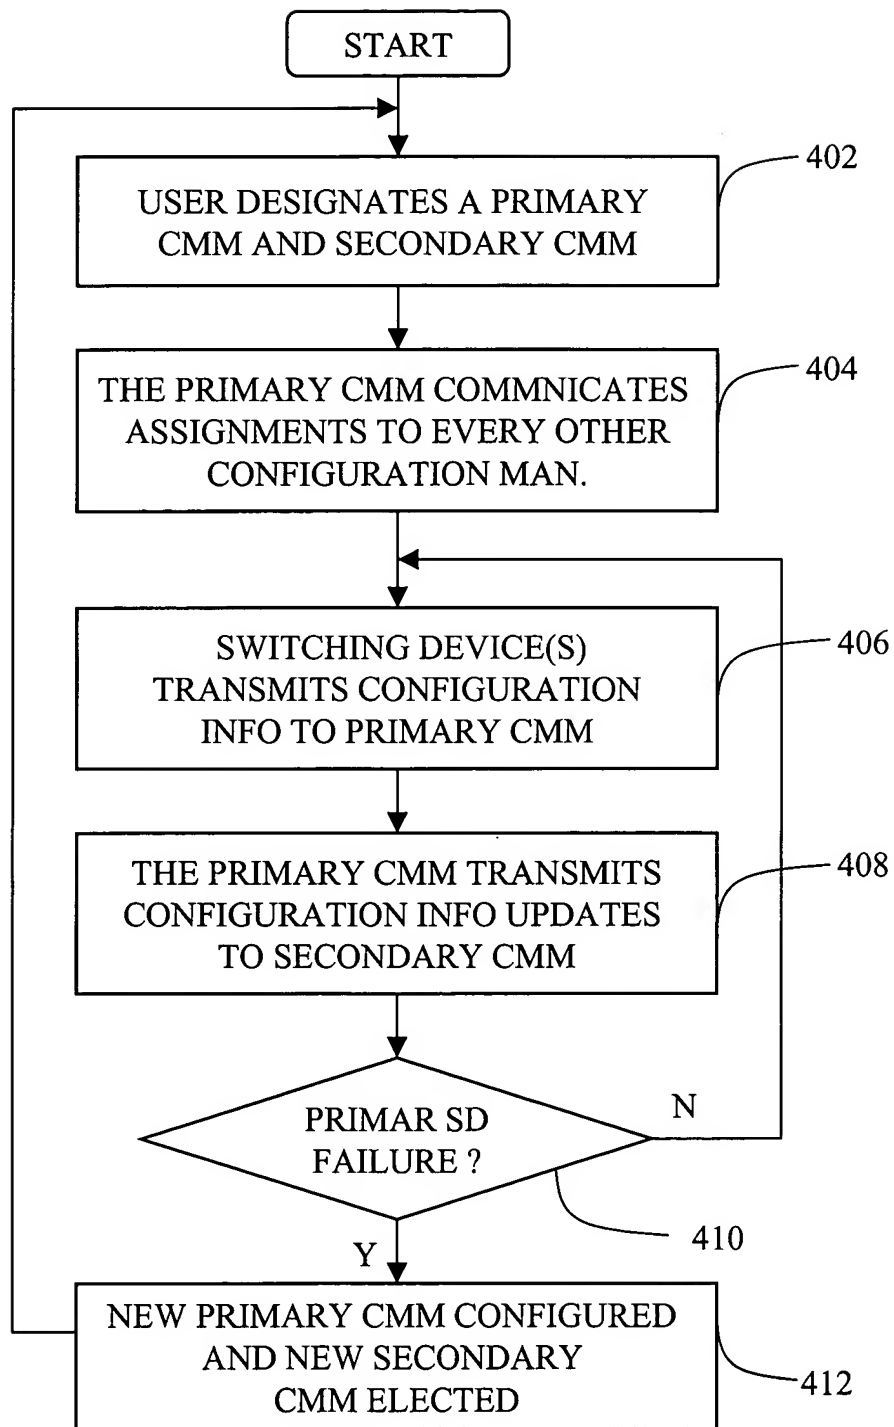 START
402
USER DESIGNATES A PRIMARY
CMM AND SECONDARY CMM
404
THE PRIMARY CMM COMMNICATES
ASSIGNMENTS TO EVERY OTHER
CONFIGURATION MAN.
406
SWITCHING DEVICE(S)
TRANSMITS CONFIGURATION
INFO TO PRIMARY CMM
408
THE PRIMARY CMM TRANSMITS
CONFIGURATION INFO UPDATES
TO SECONDARY CMM
N
PRIMAR SD
FAILURE ?
410
Y
NEW PRIMARY CMM CONFIGURED
AND NEW SECONDARY
CMM ELECTED
412